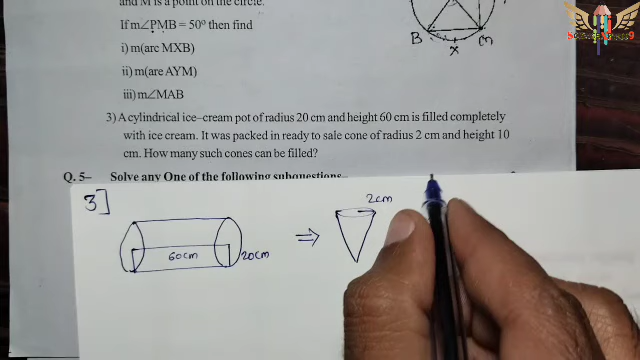 and M is a point on the circle.
If m∠PMB = 50° then find
i) m(arc MXB)
ii) m(arc AYM)
iii) m∠MAB
B
x
m
3) A cylindrical ice–cream pot of radius 20 cm and height 60 cm is filled completely
with ice cream. It was packed in ready to sale cone of radius 2 cm and height 10
cm. How many such cones can be filled?
Q. 5– Solve any One of the following subquestions–
3]
2cm
60cm
20cm
⇒